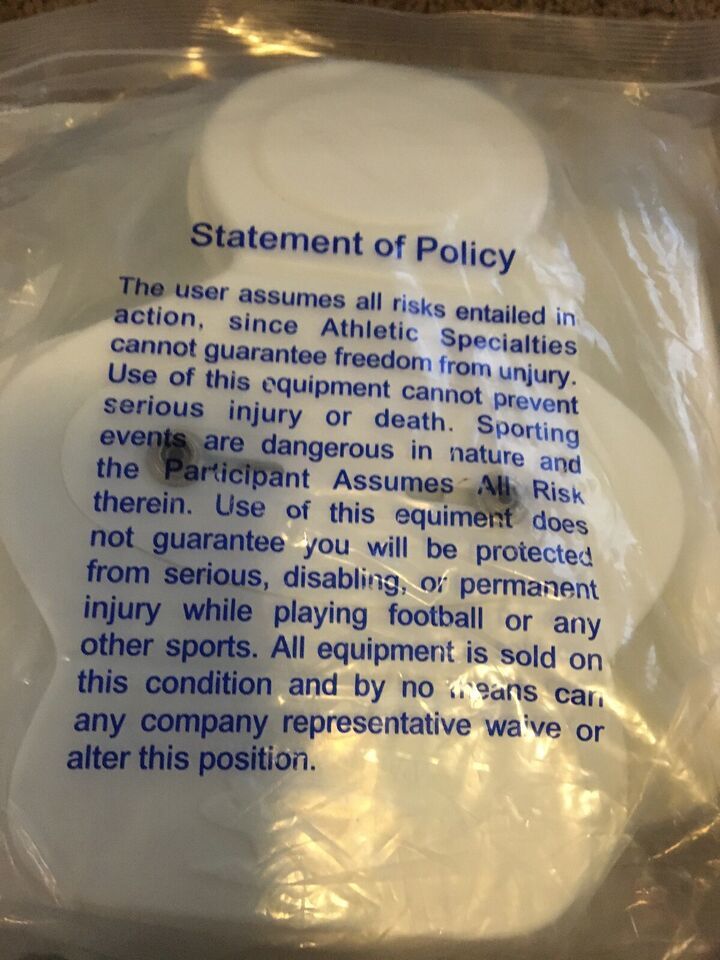 Statement of Policy
The user assumes all risks entailed in
action, since Athletic Specialties
cannot guarantee freedom from unjury.
Use of this equipment cannot prevent
serious injury or death. Sporting
events are dangerous in nature and
the Participant Assumes All Risk
therein. Use of this equiment does
not guarantee you will be protected
from serious, disabling, or permanent
injury while playing football or any
other sports. All equipment is sold on
this condition and by no means can
any company representative waive or
alter this position.